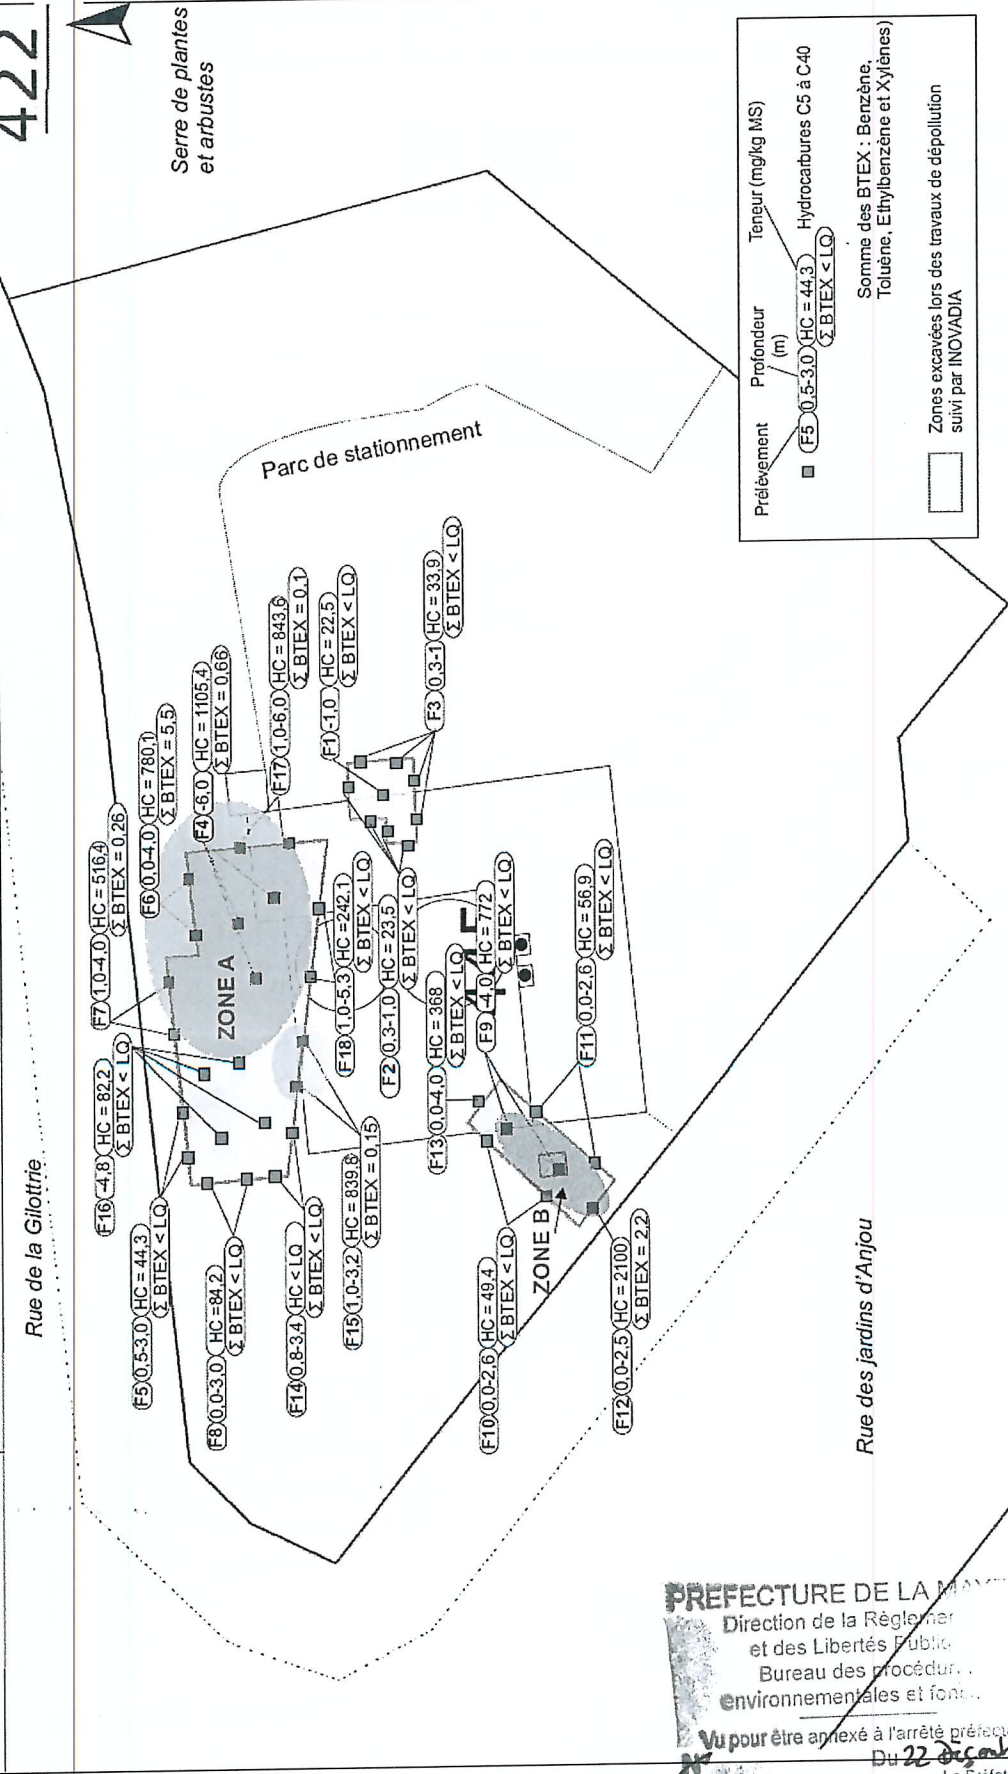 422
Serre de plantes
et arbustes
Rue de la Gilottrie
Parc de stationnement
F7 1,0-4,0 HC = 516,4
Σ BTEX = 0,26
F6 0,0-4,0 HC = 780,1
Σ BTEX = 5,5
F4 -6,0 HC = 1105,4
Σ BTEX = 0,66
F17 1,0-6,0 HC = 843,6
Σ BTEX = 0,1
F1 -1,0 HC = 22,5
Σ BTEX < LQ
F3 0,3-1 HC = 33,9
Σ BTEX < LQ
F16 -4,8 HC = 82,2
Σ BTEX < LQ
ZONE A
F18 1,0-5,3 HC = 242,1
Σ BTEX < LQ
F2 0,3-1,0 HC = 23,5
Σ BTEX < LQ
F13 0,0-4,0 HC = 368
Σ BTEX < LQ
F9 -4,0 HC = 772
Σ BTEX < LQ
F11 0,0-2,6 HC = 56,9
Σ BTEX < LQ
F5 0,5-3,0 HC = 44,3
Σ BTEX < LQ
F8 0,0-3,0 HC = 84,2
Σ BTEX < LQ
F14 0,8-3,4 HC < LQ
Σ BTEX < LQ
F15 1,0-3,2 HC = 839,8
Σ BTEX = 0,15
F10 0,0-2,6 HC = 49,4
Σ BTEX < LQ
ZONE B
F12 0,0-2,5 HC = 2100
Σ BTEX = 2,2
Rue des jardins d'Anjou
Prélèvement Profondeur (m) Teneur (mg/kg MS)
F5 0,5-3,0 HC = 44,3 Hydrocarbures C5 à C40
Σ BTEX < LQ
Somme des BTEX : Benzène,
Toluène, Ethylbenzène et Xylènes)
Zones excavées lors des travaux de dépollution
suivi par INOVADIA
PREFECTURE DE LA
Direction de la
et des Libertés
Bureau des
environnementales et
Vu pour être annexé à l'arrêté
Du 22